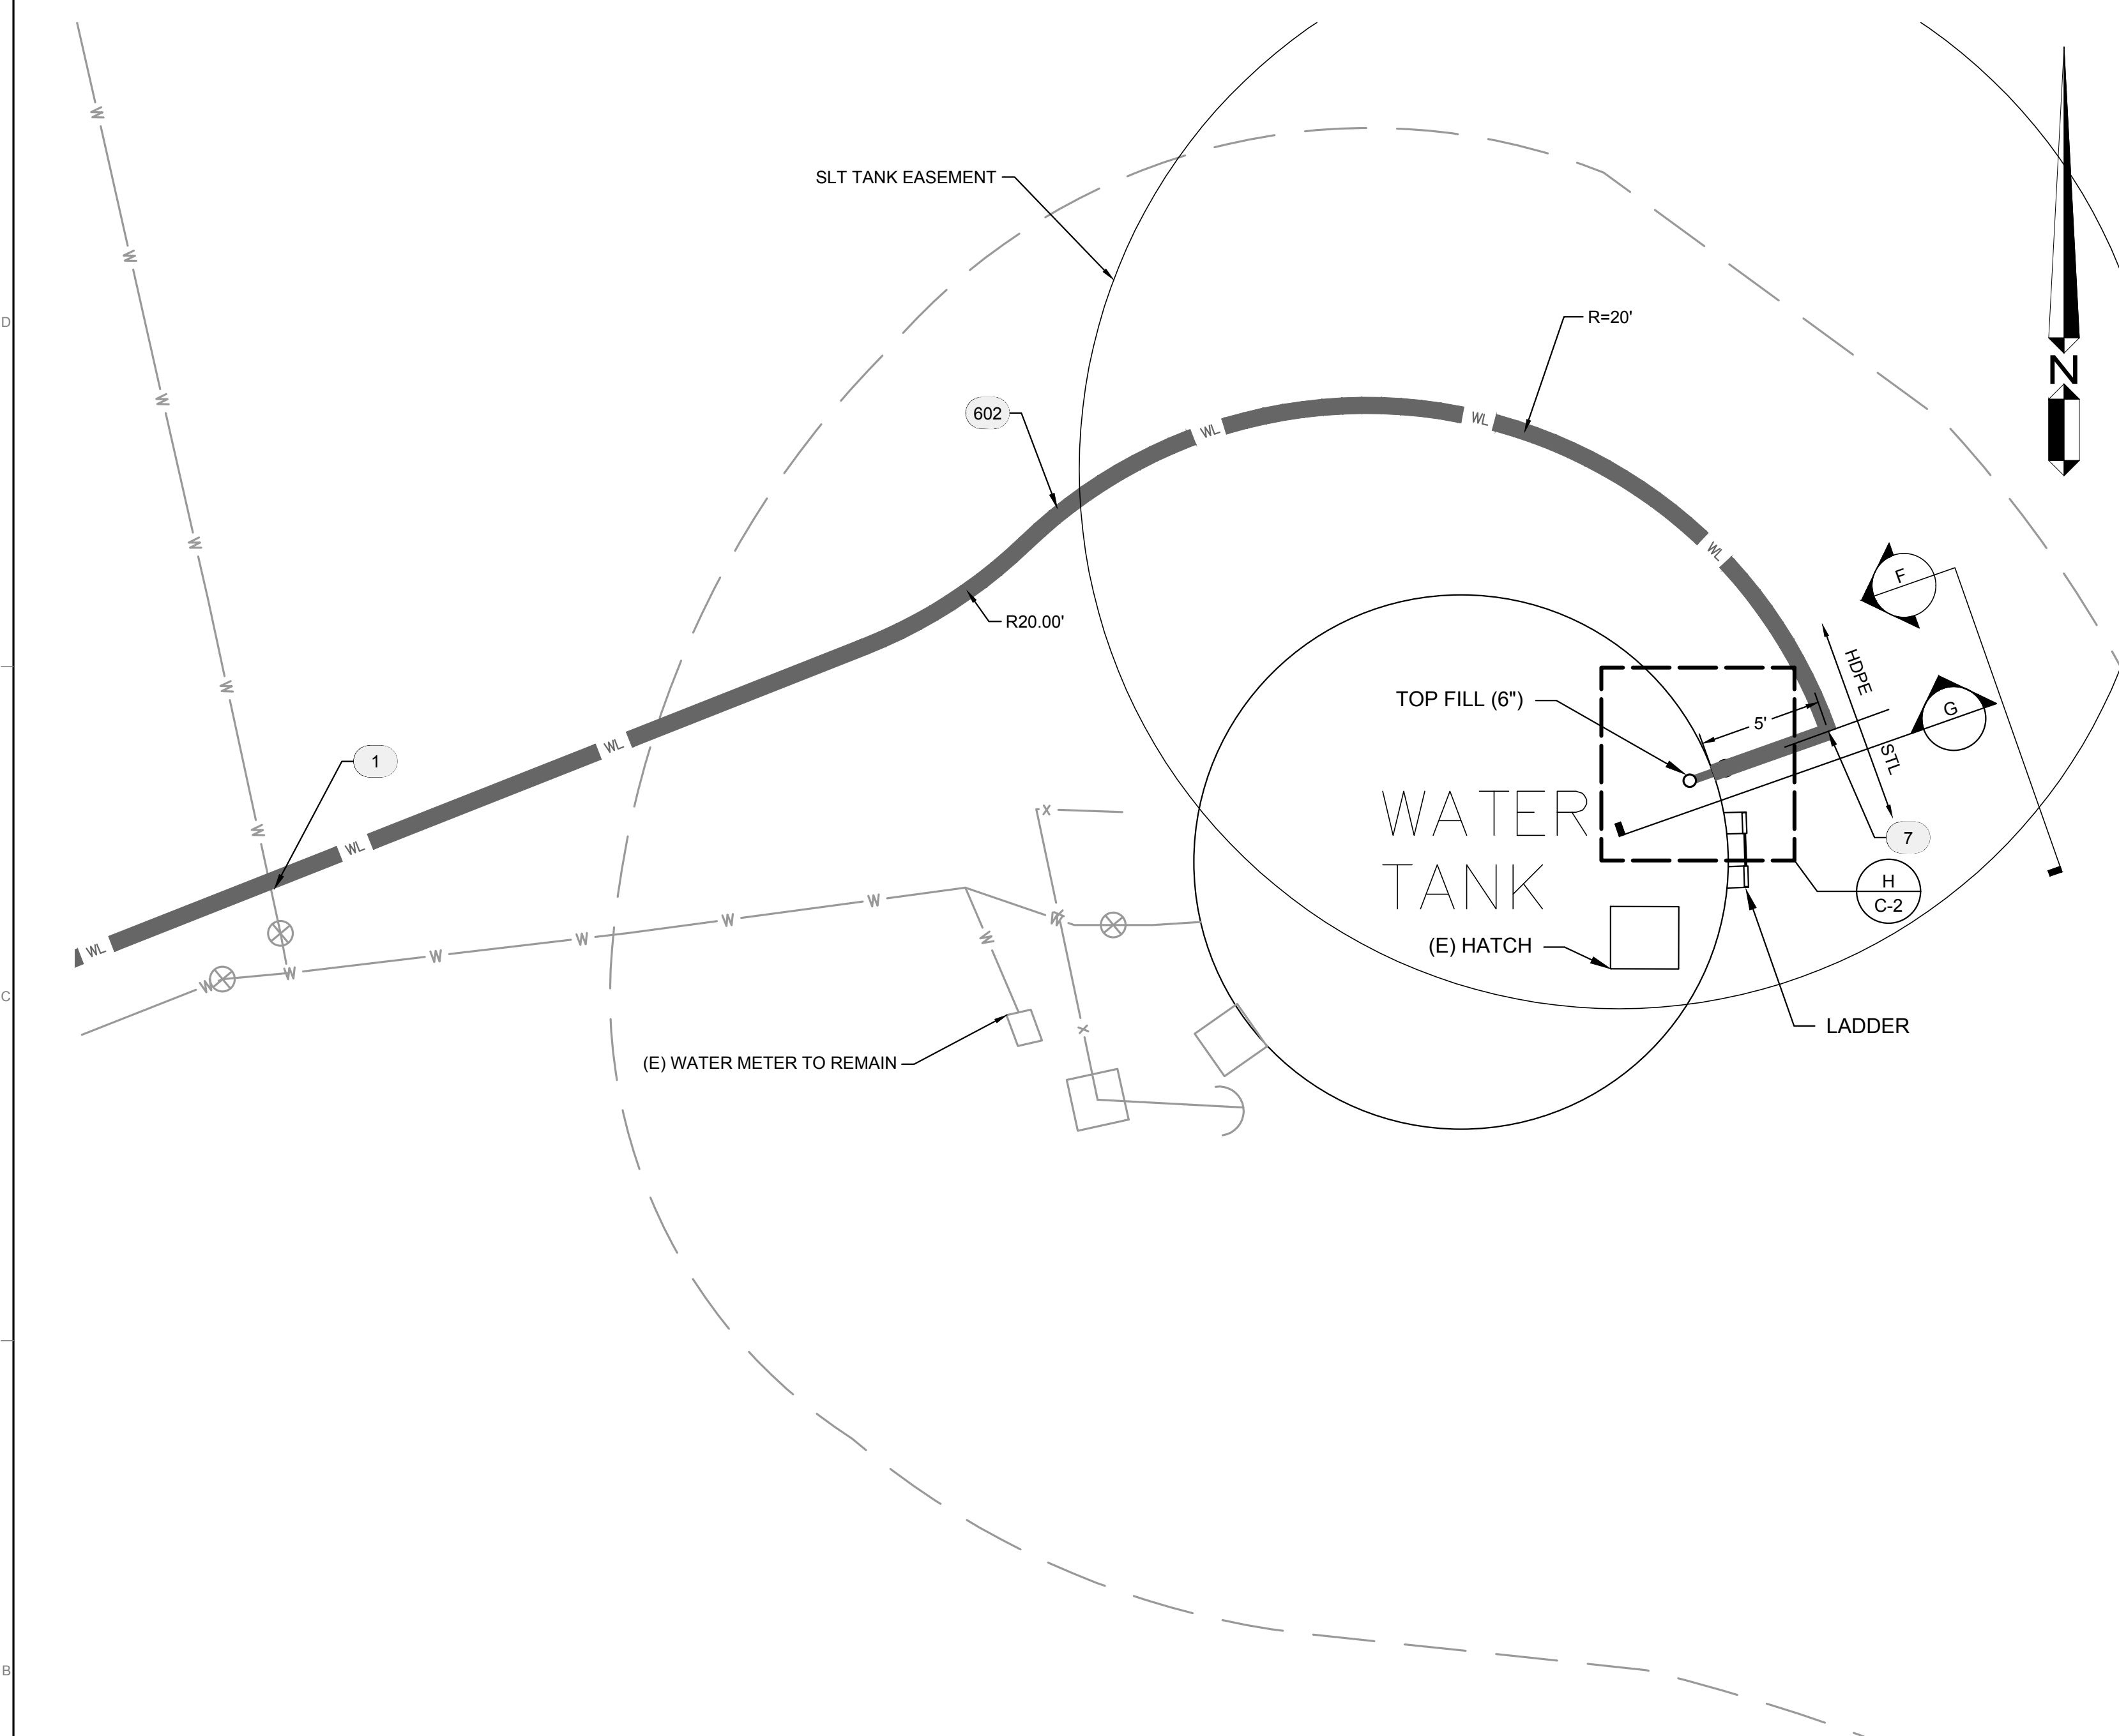 W
W
SLT TANK EASEMENT
D
R=20'
N
W
602
WL
WL
W
WL
F
R20.00'
HDPE
W
TOP FILL (6")
G
5'
WL
STL
1
WATER
TANK
X
W
7
WL
H
C-2
W
W
W
W
(E) HATCH
WL
W
W
W
W
C
LADDER
X
(E) WATER METER TO REMAIN
B